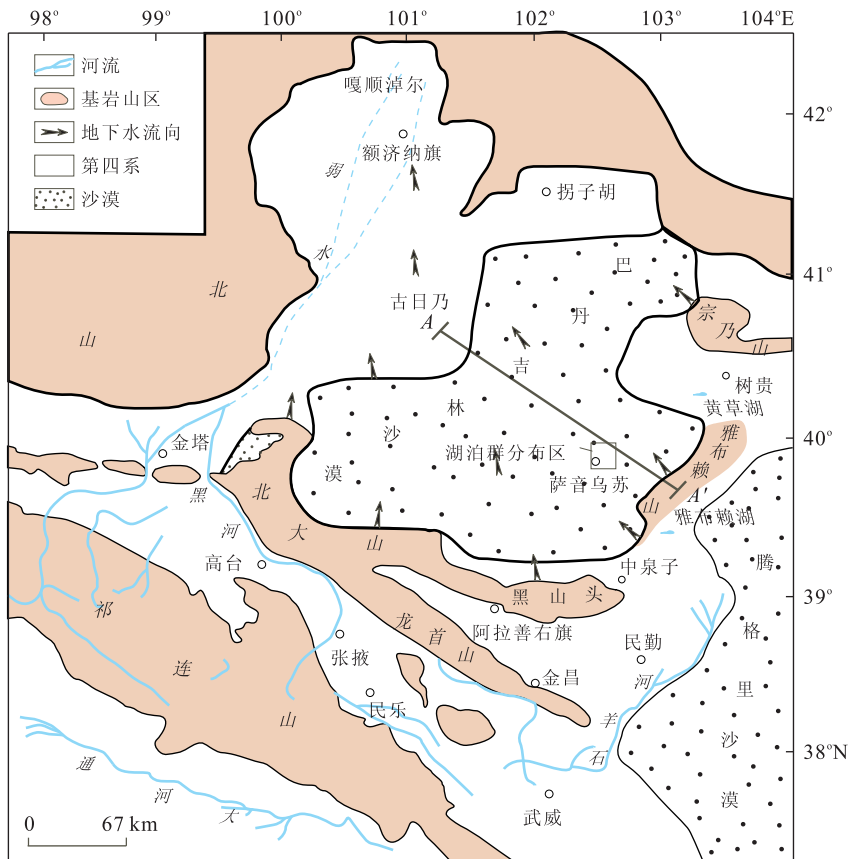 98°
99°
100°
101°
102°
103°
104°E
河流
基岩山区
地下水流向
第四系
沙漠
嘎顺淖尔
额济纳旗
弱
水
拐子胡
42°
41°
40°
39°
38°N
北
山
古日乃
A
巴
丹
吉
林
沙
漠
宗
乃
山
树贵
黄草湖
雅
布
赖
山
湖泊群分布区
萨音乌苏
A′
雅布赖湖
金塔
黑
河
北
大
山
高台
中泉子
黑
山
头
阿拉善右旗
龙
首
山
民勤
张掖
金昌
民乐
祁
连
山
河
羊
石
腾
格
里
沙
漠
通
河
大
武威
0
67 km